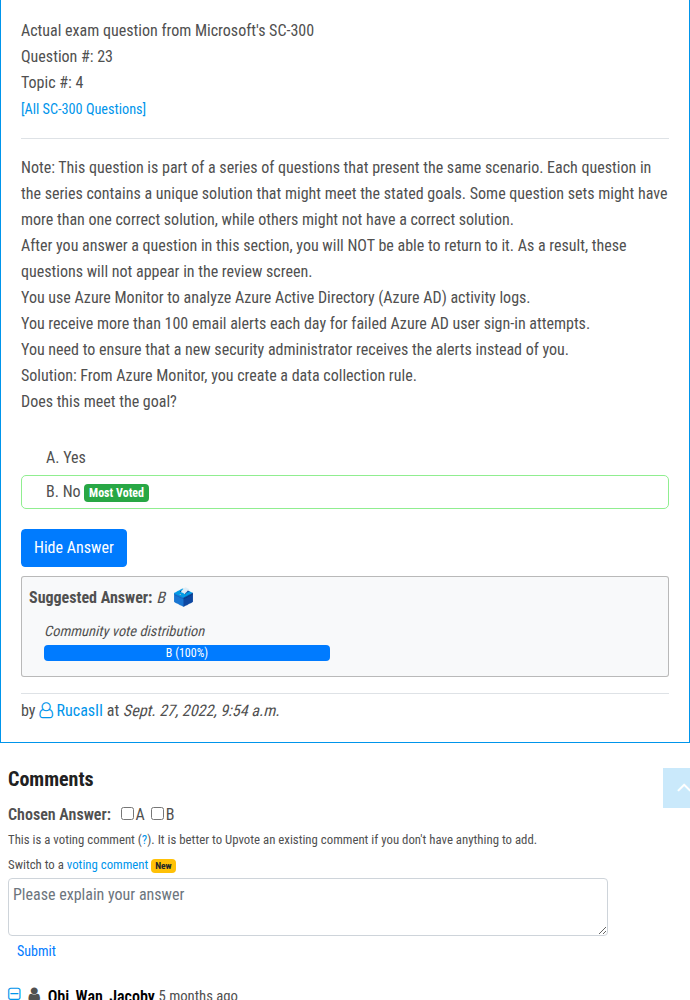 Actual exam question from Microsoft's SC-300
Question #: 23
Topic #: 4
[All SC-300 Questions]
Note: This question is part of a series of questions that present the same scenario. Each question in
the series contains a unique solution that might meet the stated goals. Some question sets might have
more than one correct solution, while others might not have a correct solution.
After you answer a question in this section, you will NOT be able to return to it. As a result, these
questions will not appear in the review screen.
You use Azure Monitor to analyze Azure Active Directory (Azure AD) activity logs.
You receive more than 100 email alerts each day for failed Azure AD user sign-in attempts.
You need to ensure that a new security administrator receives the alerts instead of you.
Solution: From Azure Monitor, you create a data collection rule.
Does this meet the goal?
A. Yes
B. No Most Voted
Hide Answer
Suggested Answer: B
Community vote distribution
B (100%)
by RucasII at Sept. 27, 2022, 9:54 a.m.
Comments
Chosen Answer: A B
This is a voting comment (?). It is better to Upvote an existing comment if you don't have anything to add.
Switch to a voting comment New
Please explain your answer
Submit
Obi_Wan_Jacoby 5 months ago